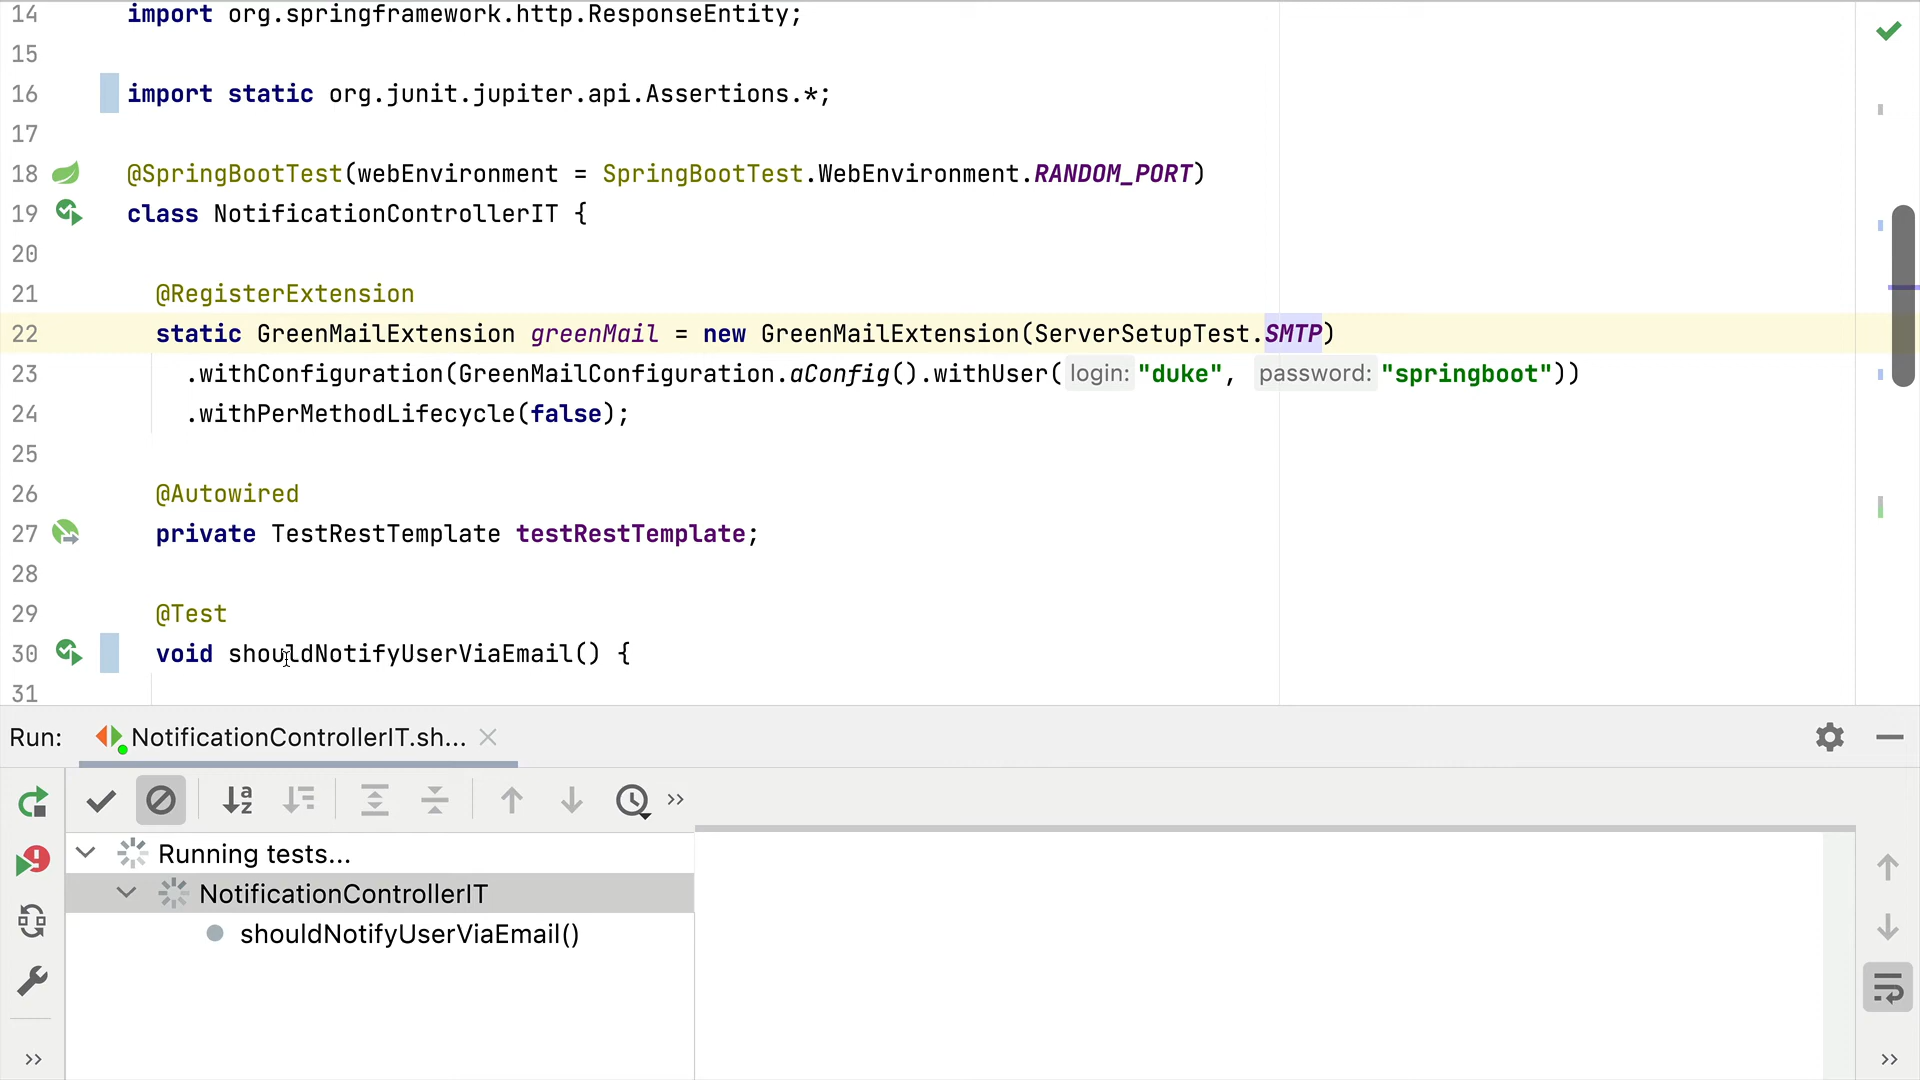 14 import org.springframework.http.ResponseEntity;
15
16 import static org.junit.jupiter.api.Assertions.*;
17
18 @SpringBootTest(webEnvironment = SpringBootTest.WebEnvironment.RANDOM_PORT)
19 class NotificationControllerIT {
20
21 @RegisterExtension
22 static GreenMailExtension greenMail = new GreenMailExtension(ServerSetupTest.SMTP)
23 .withConfiguration(GreenMailConfiguration.aConfig().withUser( login: "duke", password: "springboot"))
24 .withPerMethodLifecycle(false);
25
26 @Autowired
27 private TestRestTemplate testRestTemplate;
28
29 @Test
30 void shouldNotifyUserViaEmail() {
31
Run: NotificationControllerIT.sh...
Running tests...
NotificationControllerIT
shouldNotifyUserViaEmail()